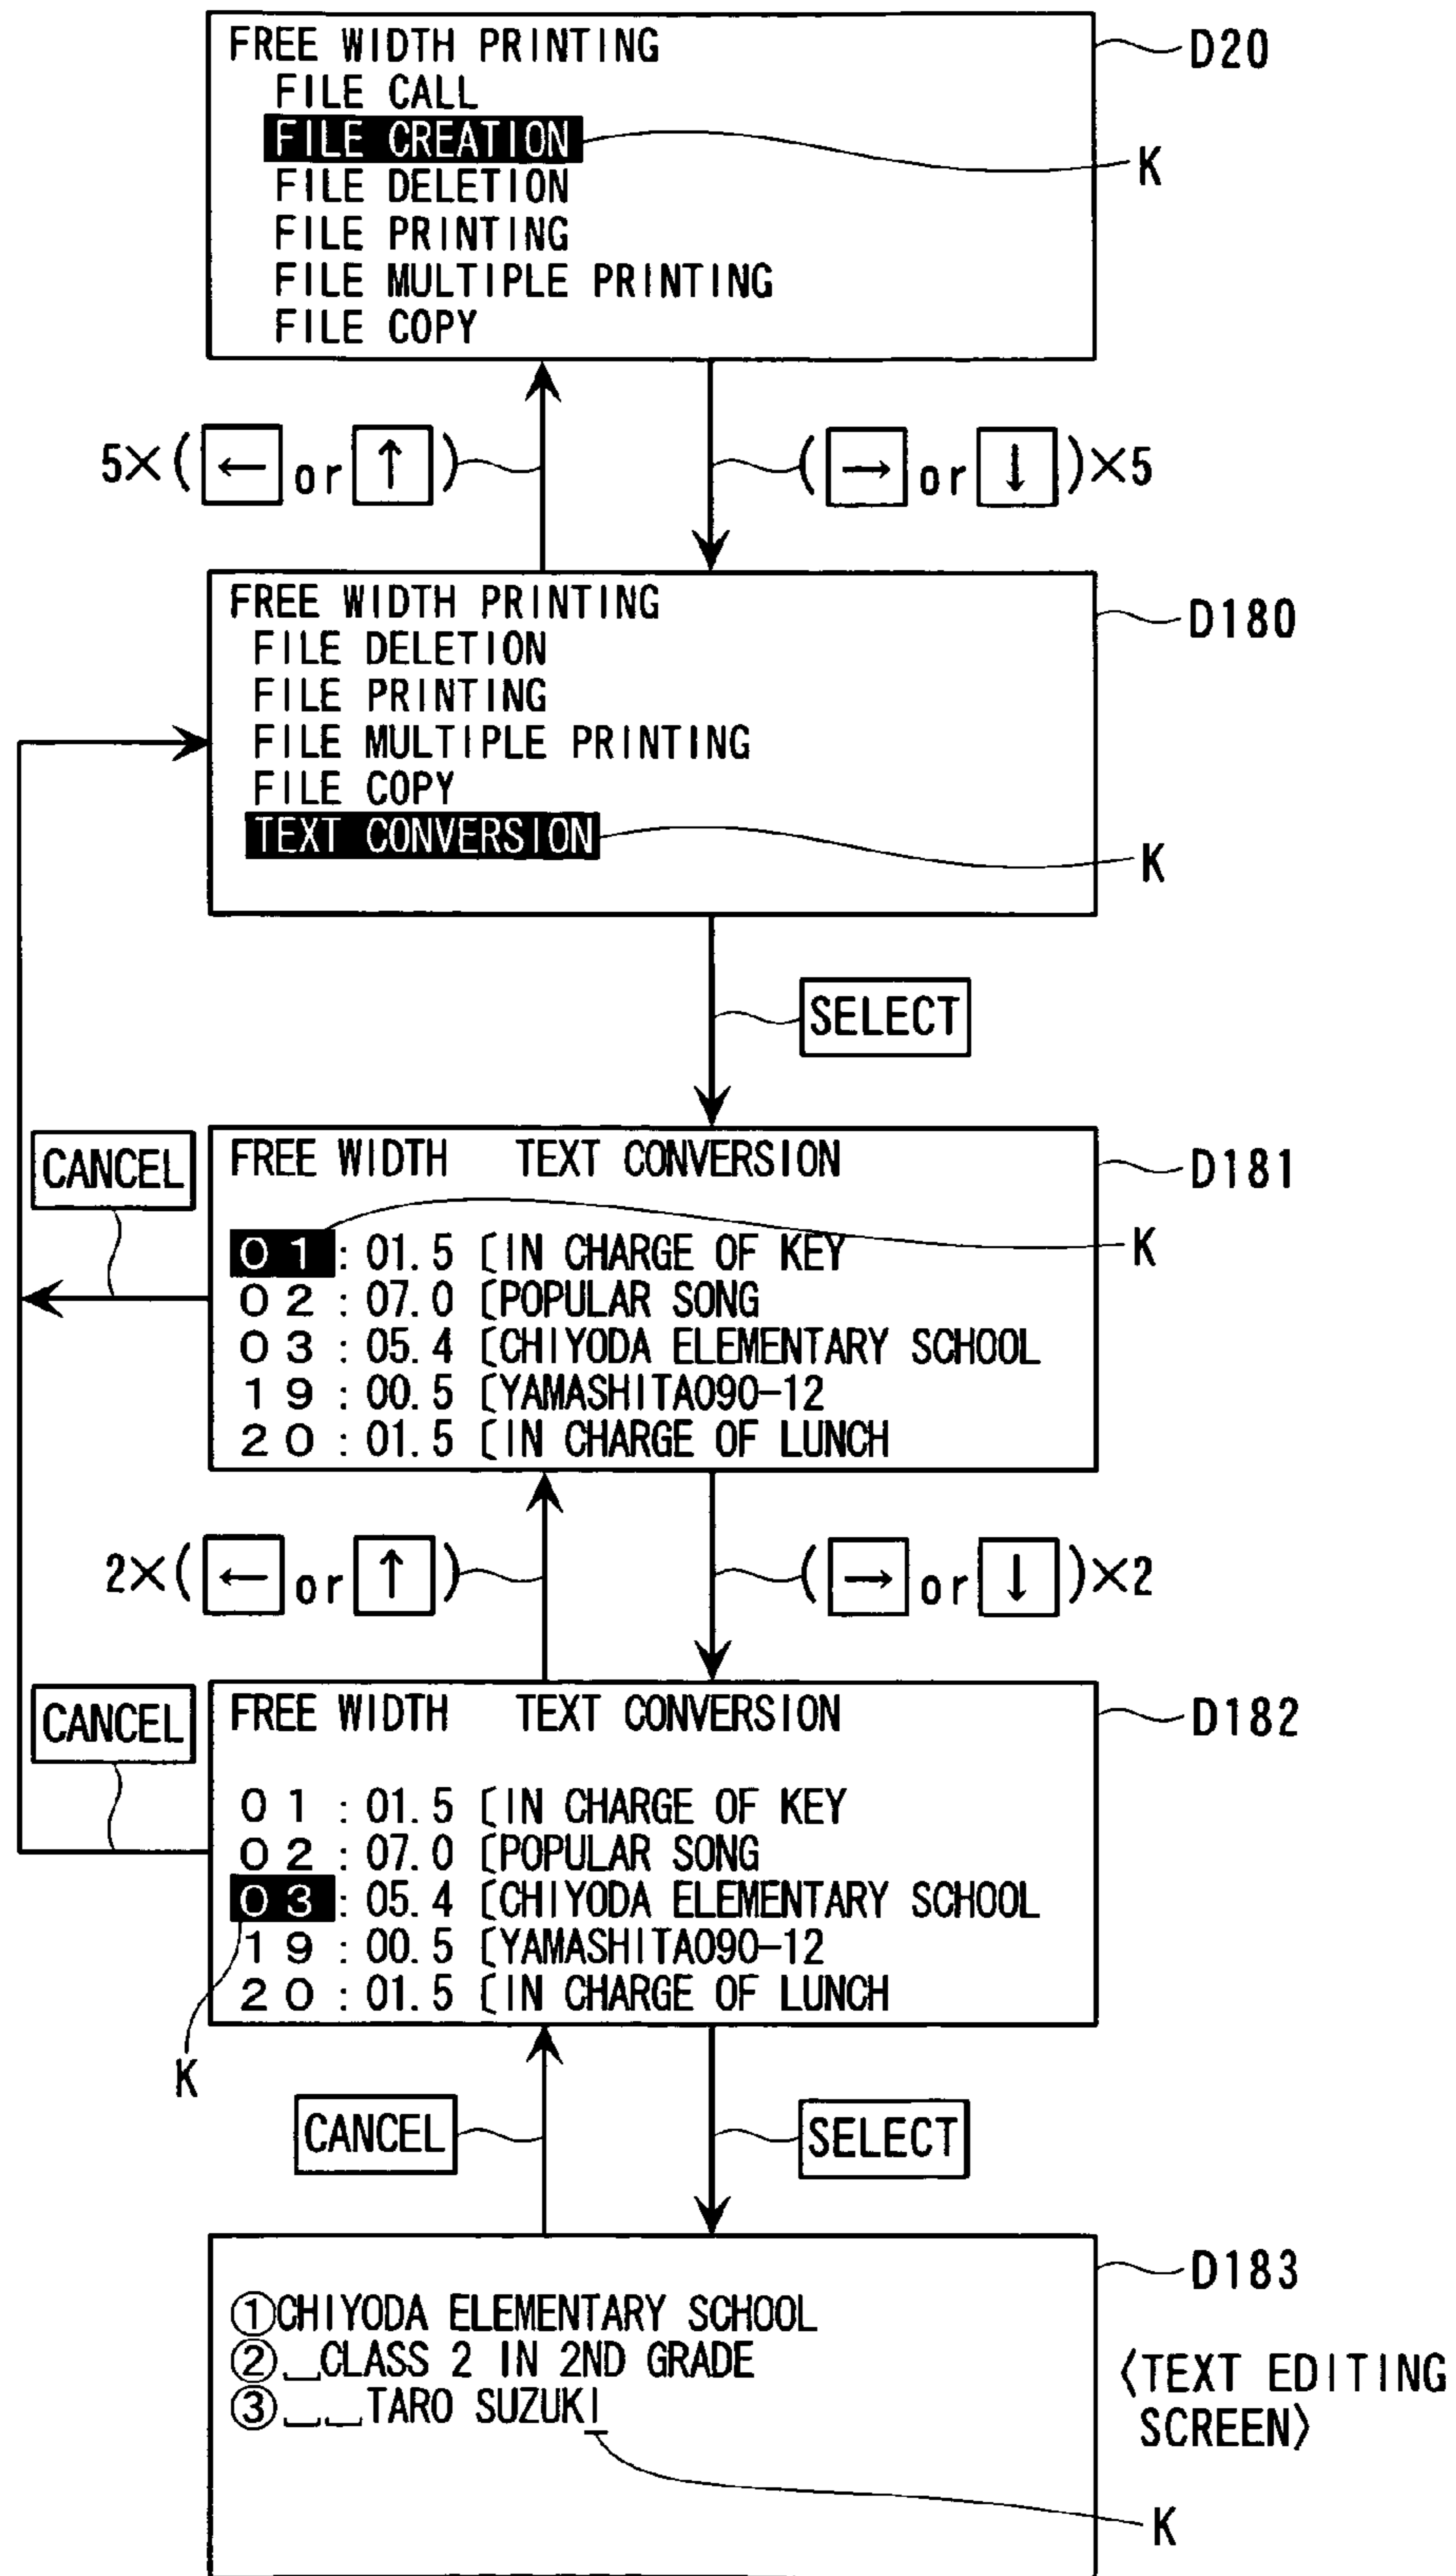 FREE WIDTH PRINTING
FILE CALL
FILE CREATION
FILE DELETION
FILE PRINTING
FILE MULTIPLE PRINTING
FILE COPY
D20
K
5×(← or ↑)
(→ or ↓)×5
FREE WIDTH PRINTING
FILE DELETION
FILE PRINTING
FILE MULTIPLE PRINTING
FILE COPY
TEXT CONVERSION
D180
K
SELECT
CANCEL
FREE WIDTH TEXT CONVERSION
01:01.5 [IN CHARGE OF KEY
02:07.0 [POPULAR SONG
03:05.4 [CHIYODA ELEMENTARY SCHOOL
19:00.5 [YAMASHITA090-12
20:01.5 [IN CHARGE OF LUNCH
D181
K
2×(← or ↑)
(→ or ↓)×2
CANCEL
FREE WIDTH TEXT CONVERSION
01:01.5 [IN CHARGE OF KEY
02:07.0 [POPULAR SONG
03:05.4 [CHIYODA ELEMENTARY SCHOOL
19:00.5 [YAMASHITA090-12
20:01.5 [IN CHARGE OF LUNCH
D182
K
CANCEL
SELECT
①CHIYODA ELEMENTARY SCHOOL
②␣CLASS 2 IN 2ND GRADE
③␣␣TARO SUZUKI
D183
〈TEXT EDITING
SCREEN〉
K